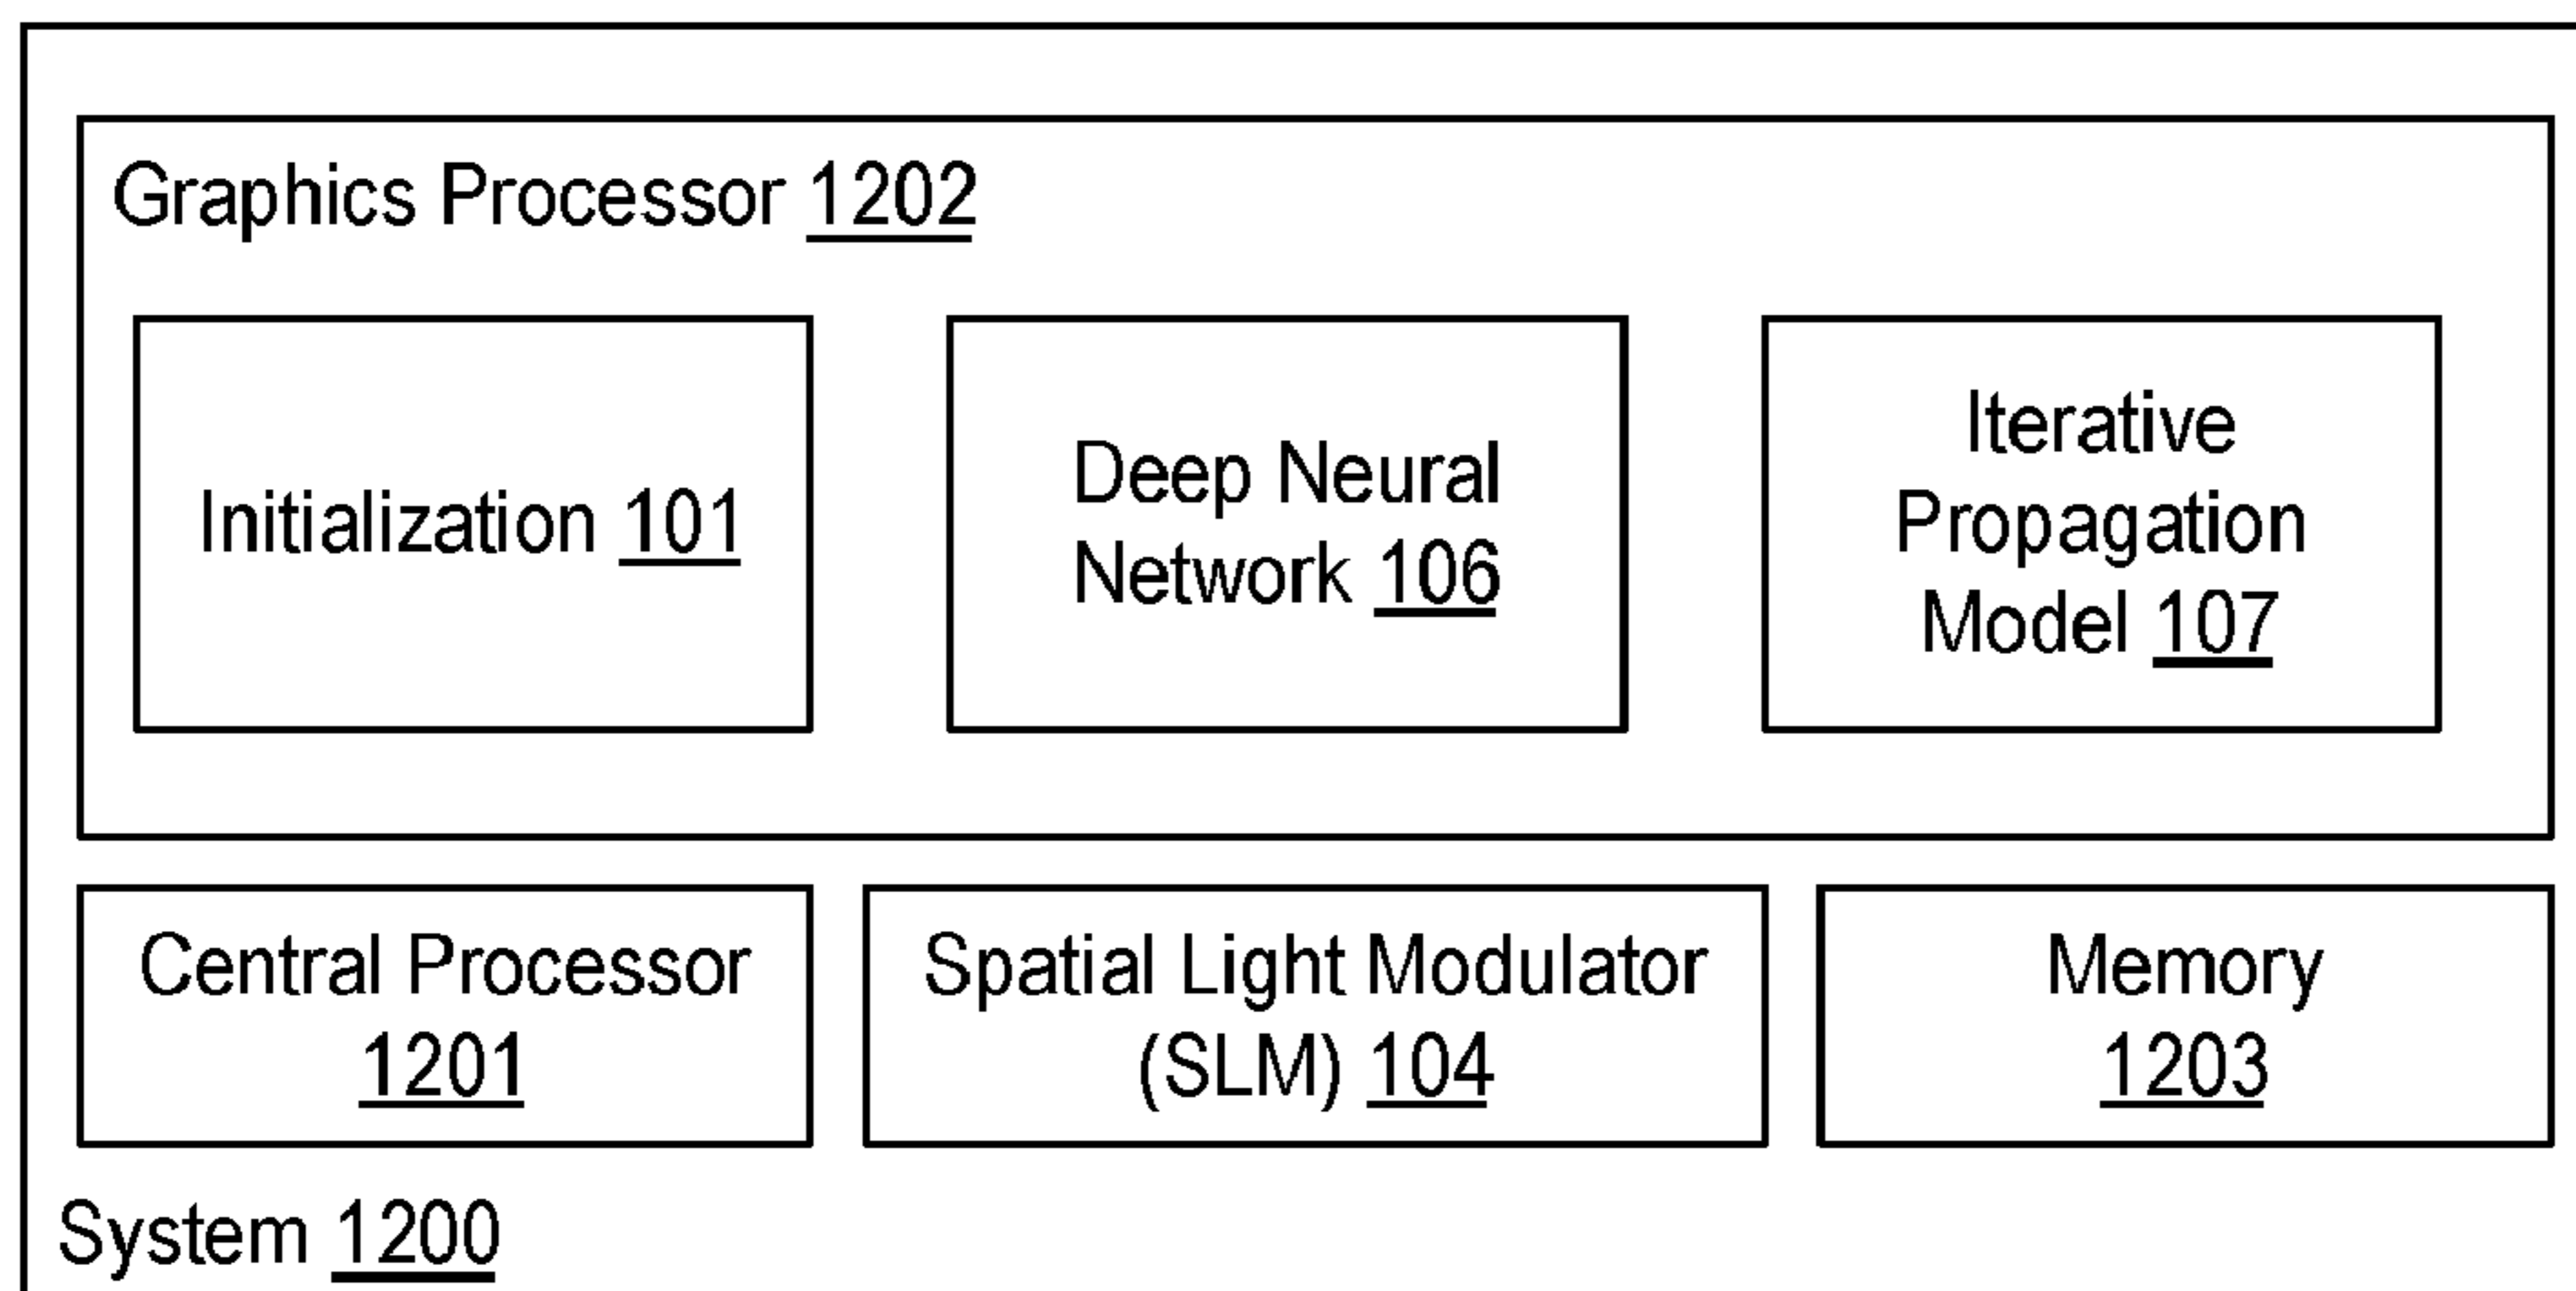 Graphics Processor 1202
Initialization 101
Deep Neural
Network 106
Iterative
Propagation
Model 107
Central Processor
1201
Spatial Light Modulator
(SLM) 104
Memory
1203
System 1200